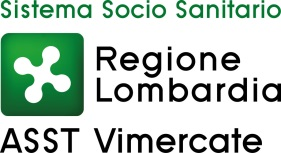 Sistema Socio Sanitario
Regione
Lombardia
ASST Vimercate